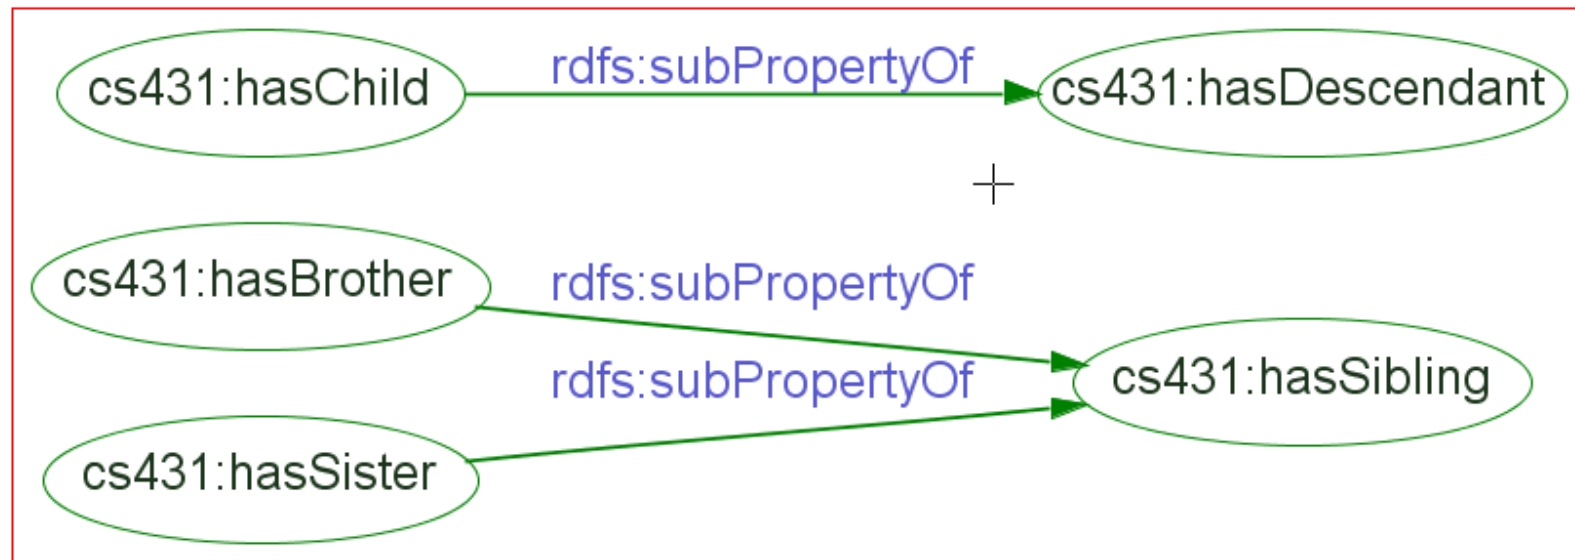 cs431:hasChild
rdfs:subPropertyOf
cs431:hasDescendant
cs431:hasBrother
rdfs:subPropertyOf
rdfs:subPropertyOf
cs431:hasSibling
cs431:hasSister